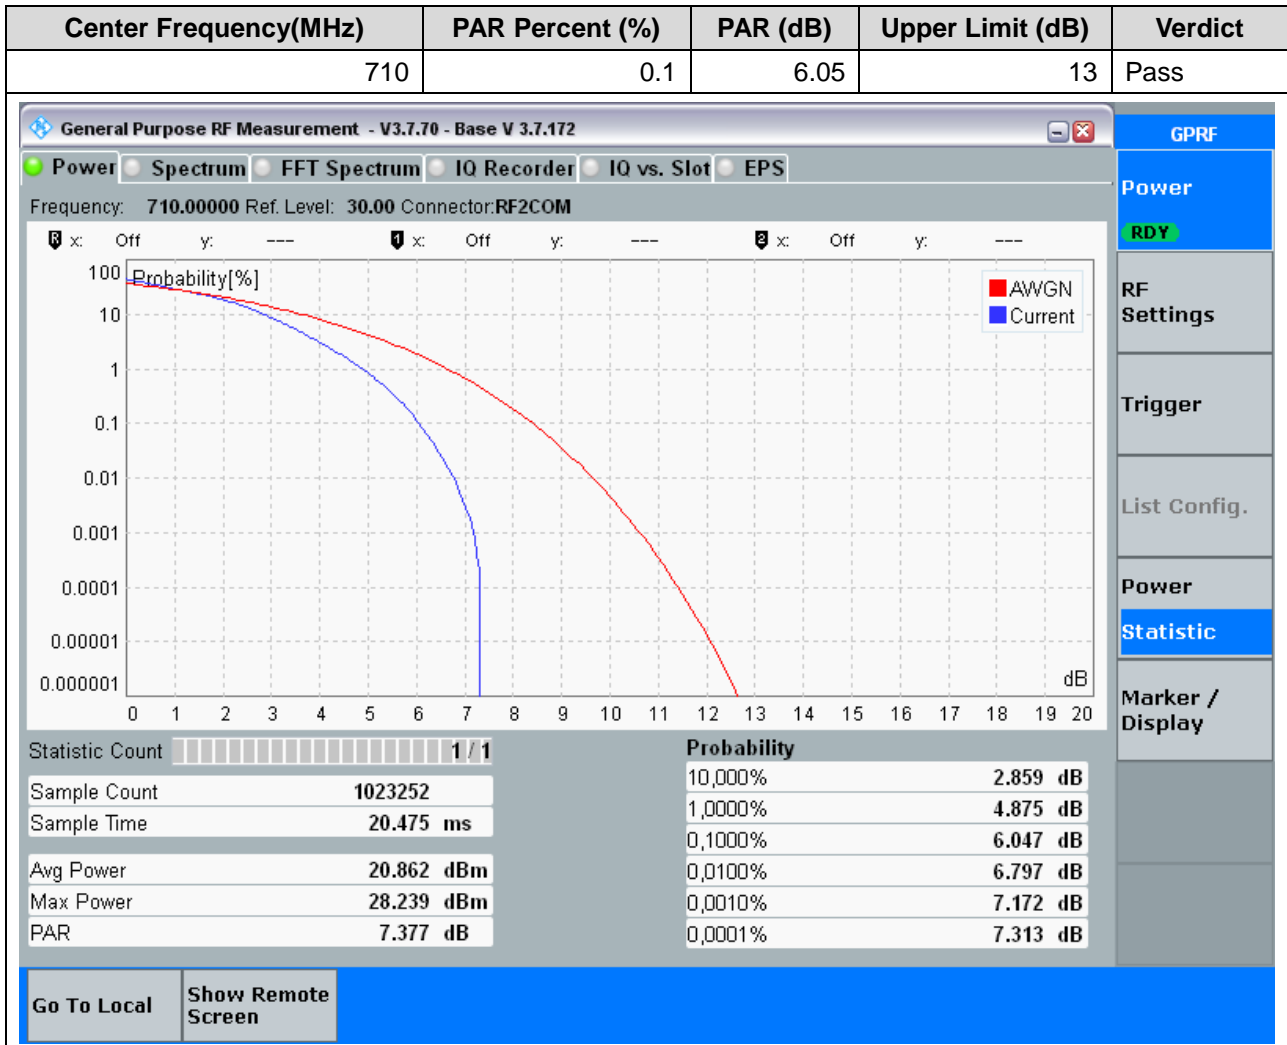 Center Frequency(MHz) PAR Percent (%) PAR (dB) Upper Limit (dB) Verdict
710 0.1 6.05 13 Pass
General Purpose RF Measurement - V3.7.70 - Base V 3.7.172
GPRF
Power Spectrum FFT Spectrum IQ Recorder IQ vs. Slot EPS
Frequency: 710.00000 Ref. Level: 30.00 Connector:RF2COM
R x: Off y: --- 1 x: Off y: --- 2 x: Off y: ---
Probability[%]
AWGN
Current
100
10
1
0.1
0.01
0.001
0.0001
0.00001
0.000001
dB
0 1 2 3 4 5 6 7 8 9 10 11 12 13 14 15 16 17 18 19 20
Statistic Count 1 / 1
Sample Count 1023252
Sample Time 20.475 ms
Avg Power 20.862 dBm
Max Power 28.239 dBm
PAR 7.377 dB
Probability
10,000% 2.859 dB
1,0000% 4.875 dB
0,1000% 6.047 dB
0,0100% 6.797 dB
0,0010% 7.172 dB
0,0001% 7.313 dB
Power
RDY
RF
Settings
Trigger
List Config.
Power
Statistic
Marker /
Display
Go To Local
Show Remote
Screen